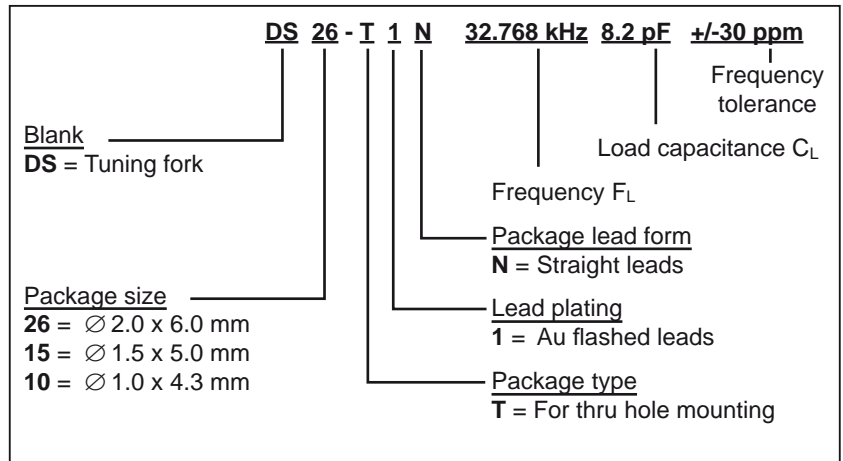 DS 26 - T 1 N 32.768 kHz 8.2 pF +/-30 ppm
Frequency
tolerance
Blank
DS = Tuning fork
Load capacitance CL
Frequency FL
Package lead form
N = Straight leads
Package size
26 = ∅ 2.0 x 6.0 mm
15 = ∅ 1.5 x 5.0 mm
10 = ∅ 1.0 x 4.3 mm
Lead plating
1 = Au flashed leads
Package type
T = For thru hole mounting